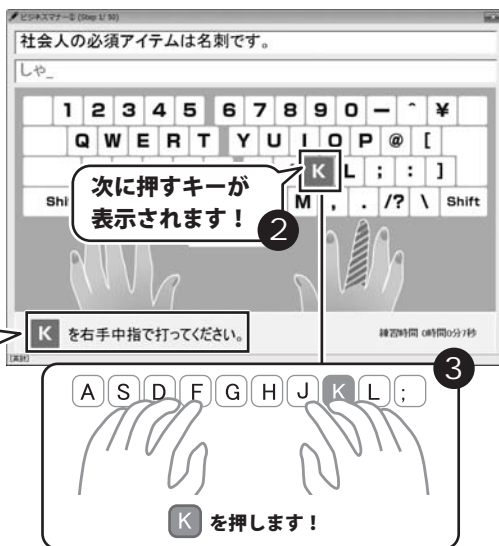 ビジネスマナー① (Step 1/ 50)
社会人の必須アイテムは名刺です。
しゃ_
1 2 3 4 5 6 7 8 9 0 - ^ ¥
Q W E R T Y U I O P @ [
K L ; : ]
次に押すキーが
表示されます！
2
Shi M , . /? \ Shift
K を右手中指で打ってください。
練習時間 0時間0分7秒
[英数]
3
A S D F G H J K L ;
K を押します！